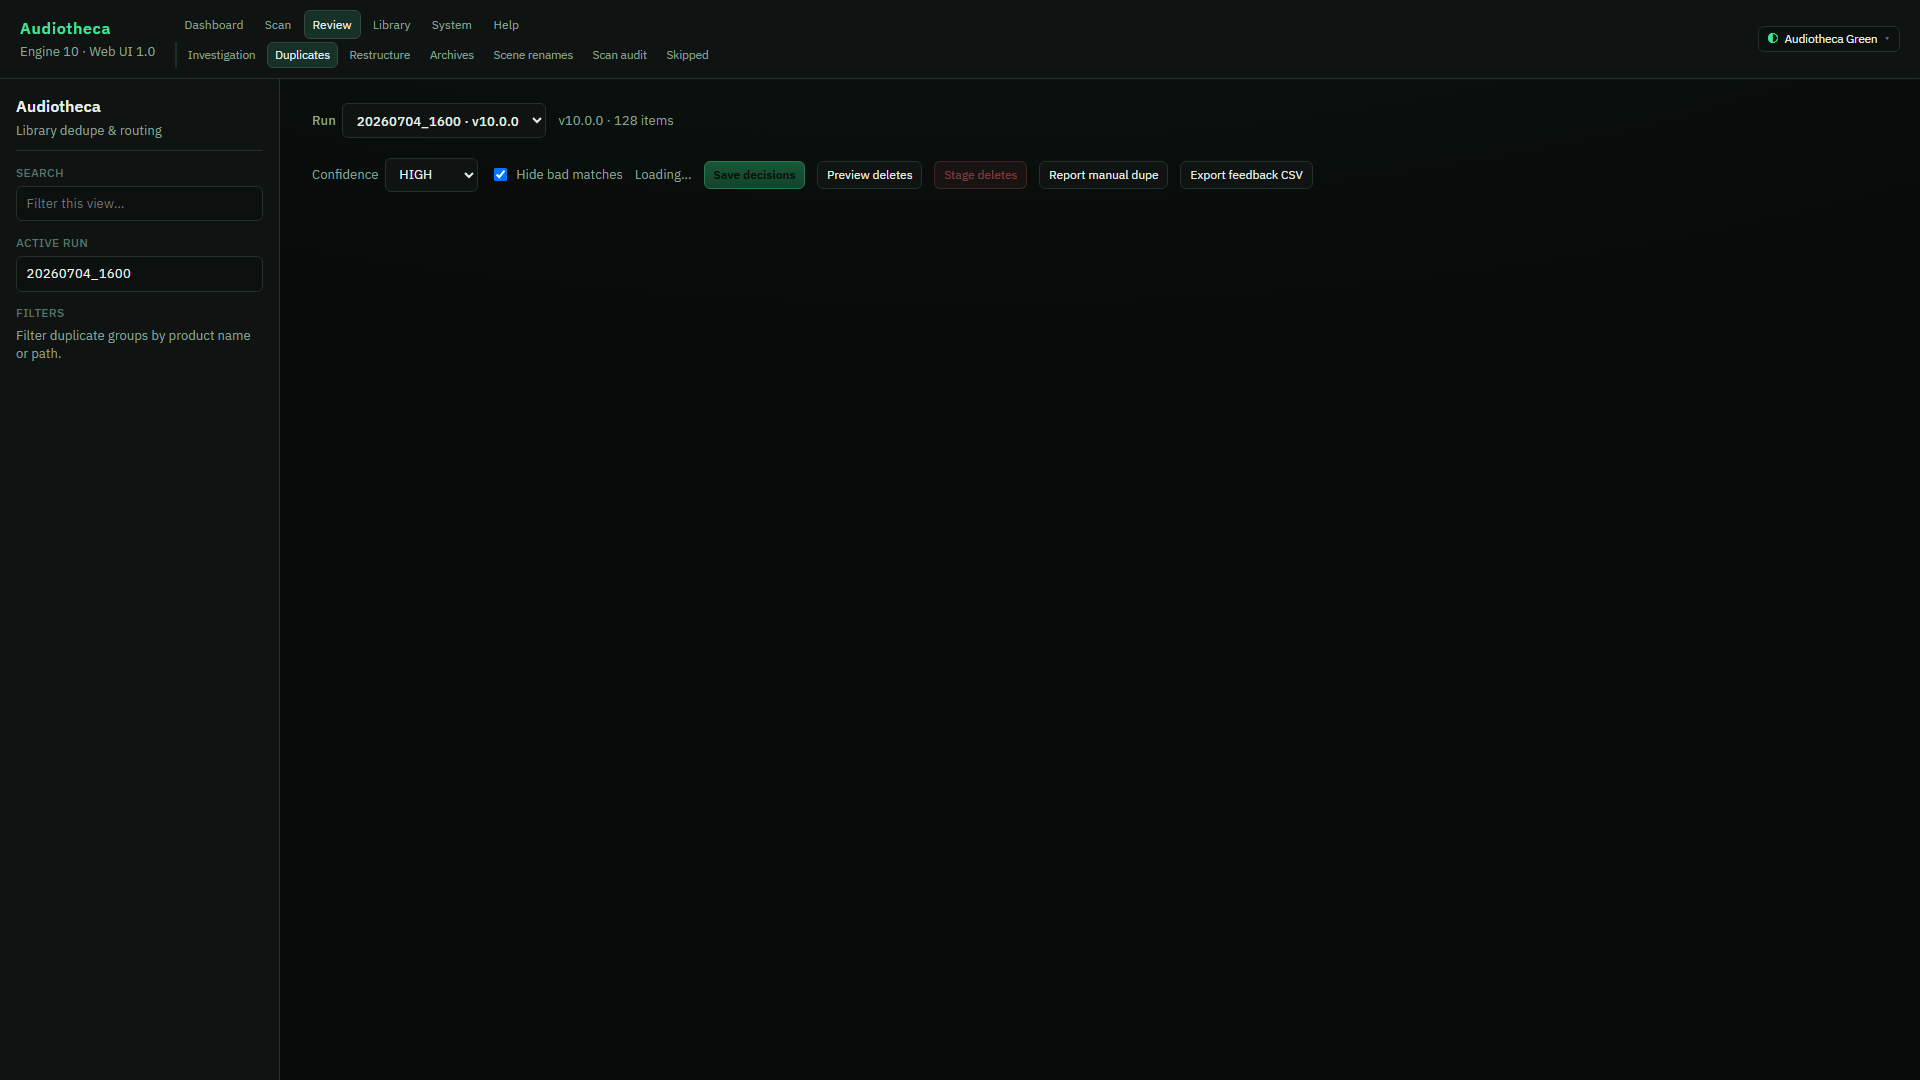 Audiotheca
Engine 10 · Web UI 1.0
Dashboard Scan Review Library System Help
Investigation Duplicates Restructure Archives Scene renames Scan audit Skipped
Audiotheca Green
Audiotheca
Library dedupe & routing
SEARCH
Filter this view...
ACTIVE RUN
20260704_1600
FILTERS
Filter duplicate groups by product name
or path.
Run 20260704_1600 · v10.0.0 v10.0.0 · 128 items
Confidence HIGH Hide bad matches Loading... Save decisions Preview deletes Stage deletes Report manual dupe Export feedback CSV